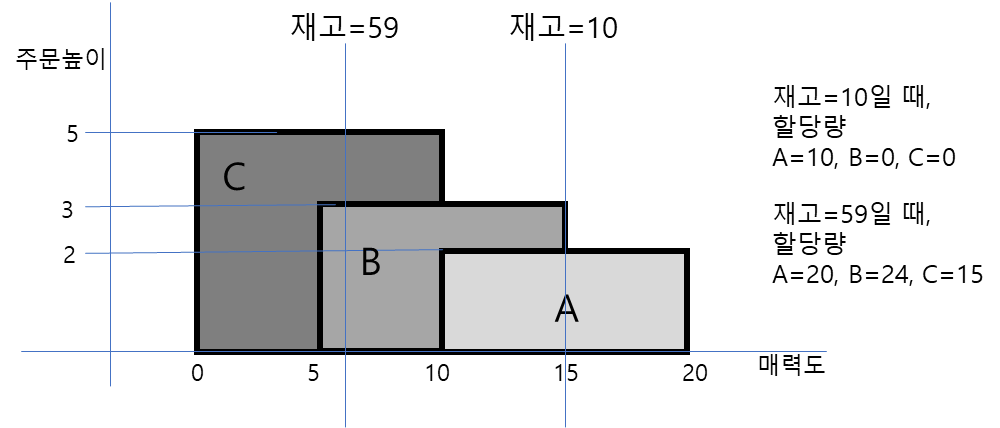 재고=59
재고=10
주문높이
5
3
2
C
B
A
0
5
10
15
20
매력도
재고=10일 때,
할당량
A=10, B=0, C=0
재고=59일 때,
할당량
A=20, B=24, C=15